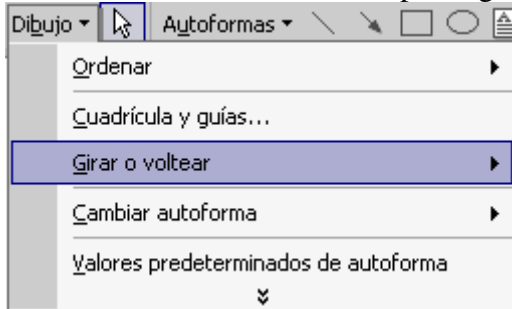 Dibujo Autoformas
Ordenar
Cuadrícula y guías...
Girar o voltear
Cambiar autoforma
Valores predeterminados de autoforma